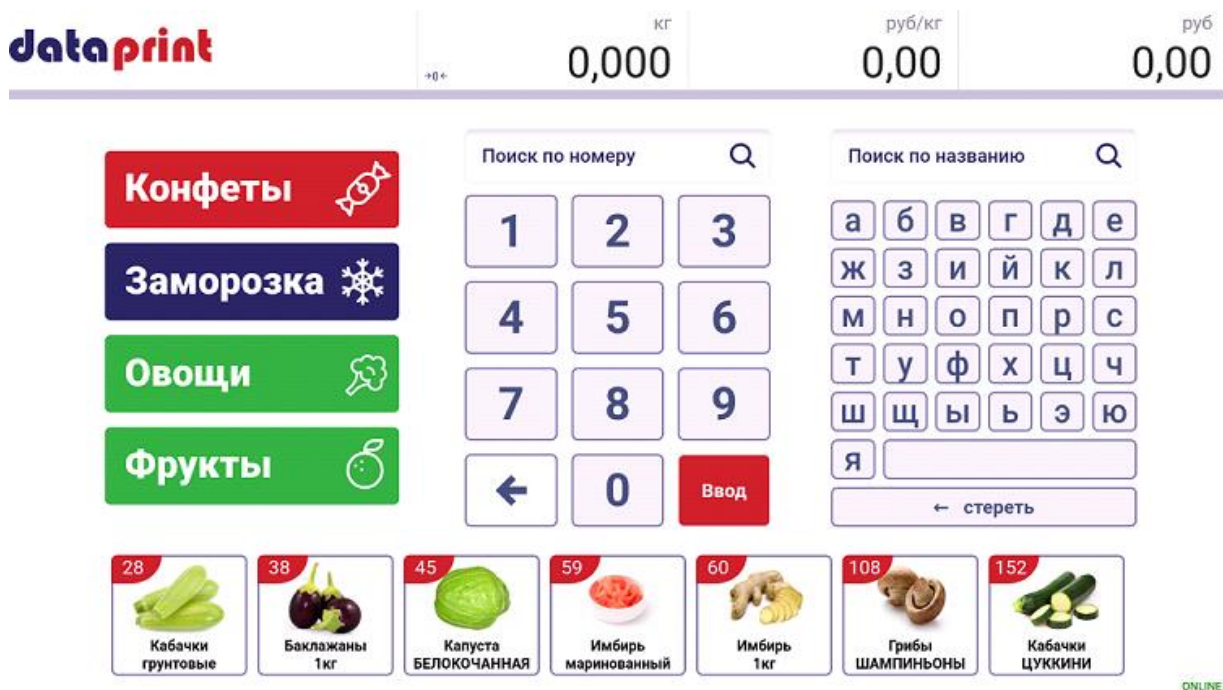 dataprint
кг
0,000
→0←
руб/кг
0,00
руб
0,00
Конфеты
Заморозка
Овощи
Фрукты
Поиск по номеру
1 2 3
4 5 6
7 8 9
← 0 Ввод
Поиск по названию
а б в г д е
ж з и й к л
м н о п р с
т у ф х ц ч
ш щ ы ь э ю
я
← стереть
28
Кабачки
грунтовые
38
Баклажаны
1кг
45
Капуста
БЕЛОКОЧАННАЯ
59
Имбирь
маринованный
60
Имбирь
1кг
108
Грибы
ШАМПИНЬОНЫ
152
Кабачки
ЦУККИНИ
ONLINE